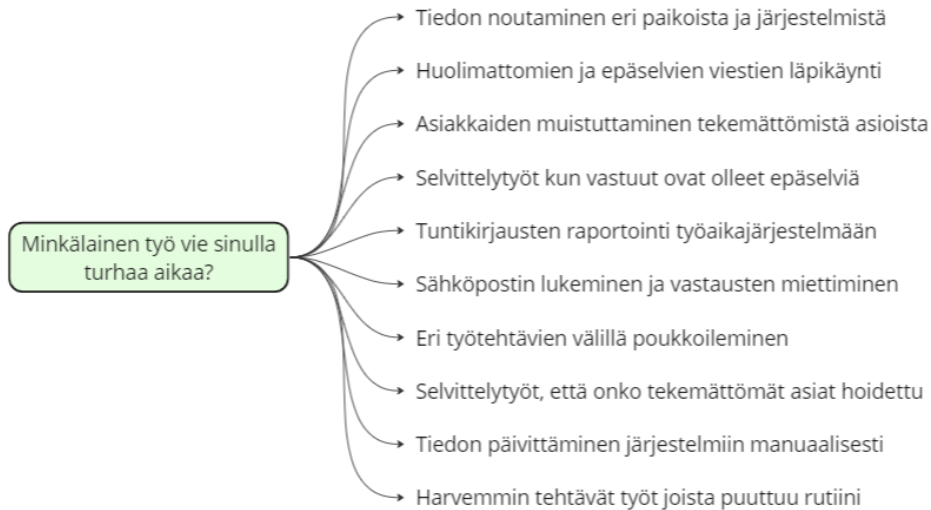 Tiedon noutaminen eri paikoista ja järjestelmistä
Huolimattomien ja epäselvien viestien läpikäynti
Asiakkaiden muistuttaminen tekemättömistä asioista
Selvittelytyöt kun vastuut ovat olleet epäselviä
Minkälainen työ vie sinulla
turhaa aikaa?
Tuntikirjausten raportointi työaikajärjestelmään
Sähköpostin lukeminen ja vastausten miettiminen
Eri työtehtävien välillä poukkoileminen
Selvittelytyöt, että onko tekemättömät asiat hoidettu
Tiedon päivittäminen järjestelmiin manuaalisesti
Harvemmin tehtävät työt joista puuttuu rutiini